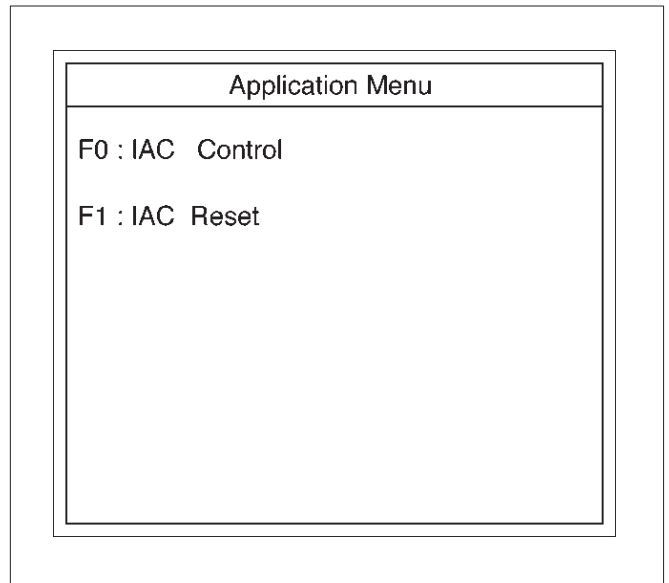 Application Menu
F0 : IAC Control
F1 : IAC Reset